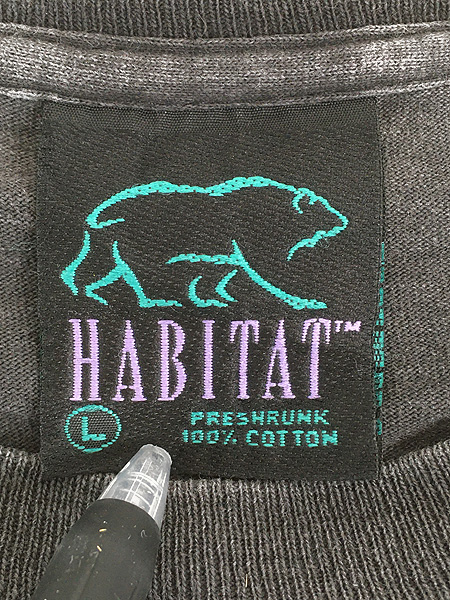 HABITAT™
L
PRESHRUNK
100% COTTON